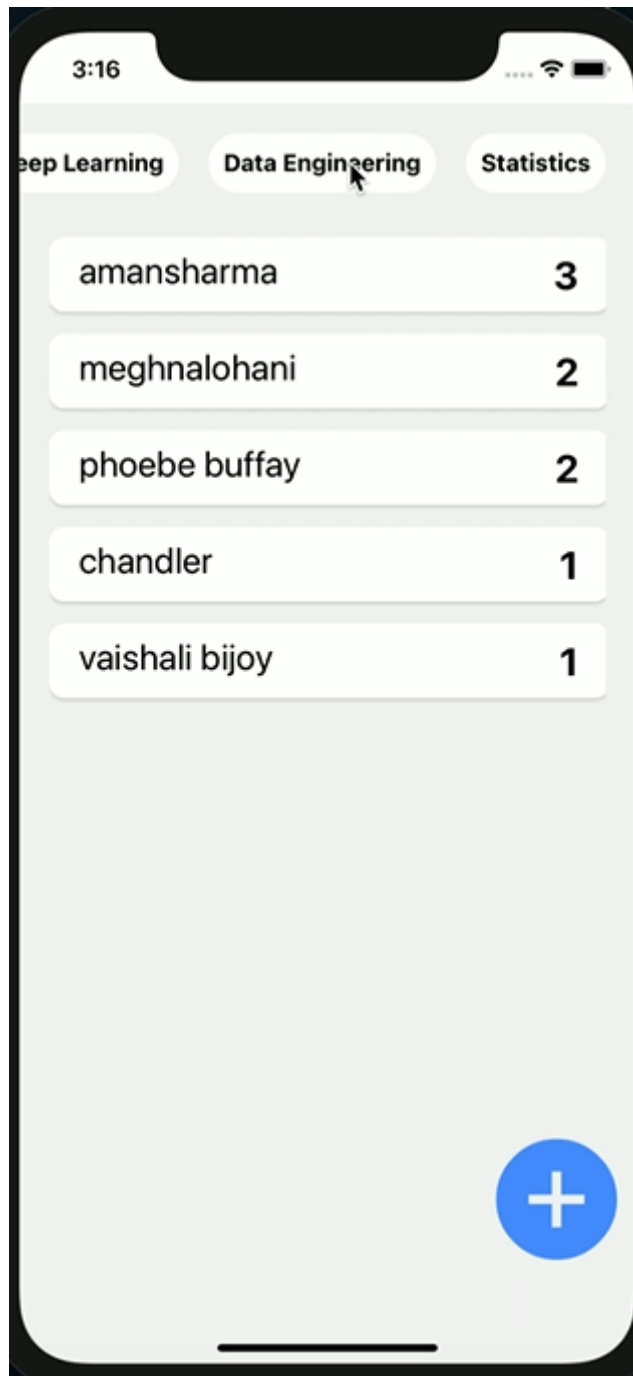 3:16
eep Learning Data Engineering Statistics
amansharma 3
meghnalohani 2
phoebe buffay 2
chandler 1
vaishali bijoy 1